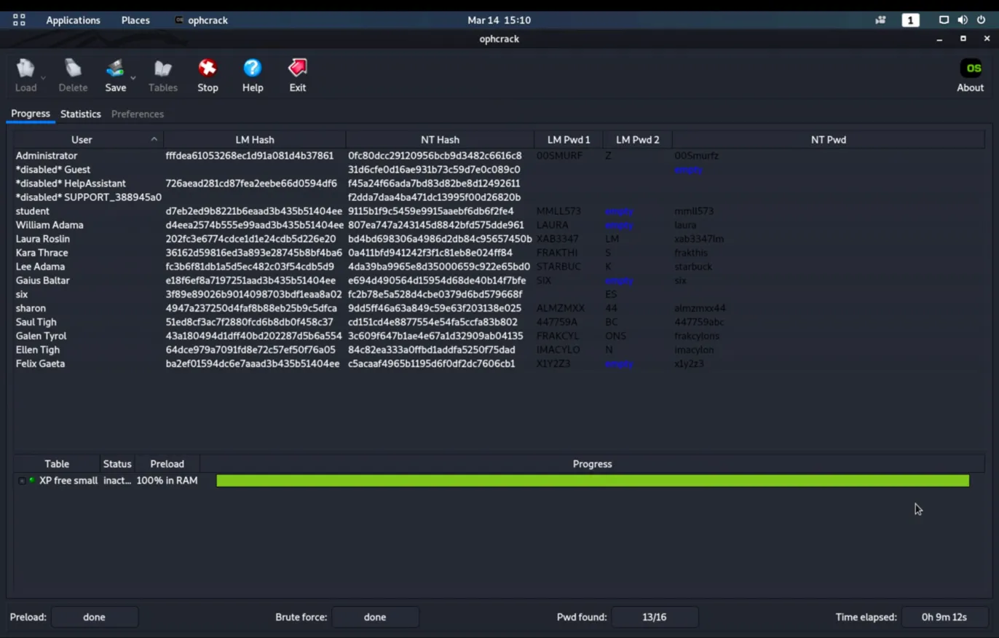 Applications Places ophcrack Mar 14 15:10 1
ophcrack
Load Delete Save Tables Stop Help Exit OS About
Progress Statistics Preferences
User LM Hash NT Hash LM Pwd 1 LM Pwd 2 NT Pwd
Administrator fffdea61053268ec1d91a081d4b37861 0fc80dcc29120956bcb9d3482c6616c8 00SMURF Z 00Smurfz
*disabled* Guest 31d6cfe0d16ae931b73c59d7e0c089c0 empty
*disabled* HelpAssistant 726aead281cd87fea2eebe66d0594df6 f45a24f66ada7bd83d82be8d12492611
*disabled* SUPPORT_388945a0 f2dda7daa4ba471dc13995f00d26820b
student d7eb2ed9b8221b6eaad3b435b51404ee 9115b1f9c5459e9915aaebf6db6f2fe4 MMLL573 empty mmll573
William Adama d4eea2574b555e99aad3b435b51404ee 807ea747a243145d8842bfd575dde961 LAURA empty laura
Laura Roslin 202fc3e6774cdce1d1e24cdb5d226e20 bd4bd698306a4986d2db84c95657450b XAB3347 LM xab3347lm
Kara Thrace 36162d59816ed3a893e28745b8bf4ba6 0a411bfd941242f3f1c81eb8e024ff84 FRAKTHI S frakthis
Lee Adama fc3b6f81db1a5d5ec482c03f54cdb5d9 4da39ba9965e8d35000659c922e65bd0 STARBUC K starbuck
Gaius Baltar e18f6ef8a7197251aad3b435b51404ee e694d490564d15954d68de40b14f7bfe SIX empty six
six 3f89e89026b9014098703bdf1eaa8a02 fc2b78e5a528d4cbe0379d6bd579668f ES
sharon 4947a237250d4faf8b88eb25b9c5dfca 9dd5ff46a63a849c59e63f203138e025 ALMZMXX 44 almzmxx44
Saul Tigh 51ed8cf3ac7f2880fcd6b8db0f458c37 cd151cd4e8877554e54fa5ccfa83b802 447759A BC 447759abc
Galen Tyrol 43a180494d1dff40bd202287d5b6a554 3c609f647b1ae4e67a1d32909ab04135 FRAKCYL ONS frakcylons
Ellen Tigh 64dce979a7091fd8e72c57ef50f76a05 84c82ea333a0ffbd1addfa5250f75dad IMACYLO N imacylon
Felix Gaeta ba2ef01594dc6e7aaad3b435b51404ee c5acaaf4965b1195d6f0df2dc7606cb1 X1Y2Z3 empty x1y2z3
Table Status Preload Progress
XP free small inact... 100% in RAM
Preload: done Brute force: done Pwd found: 13/16 Time elapsed: 0h 9m 12s